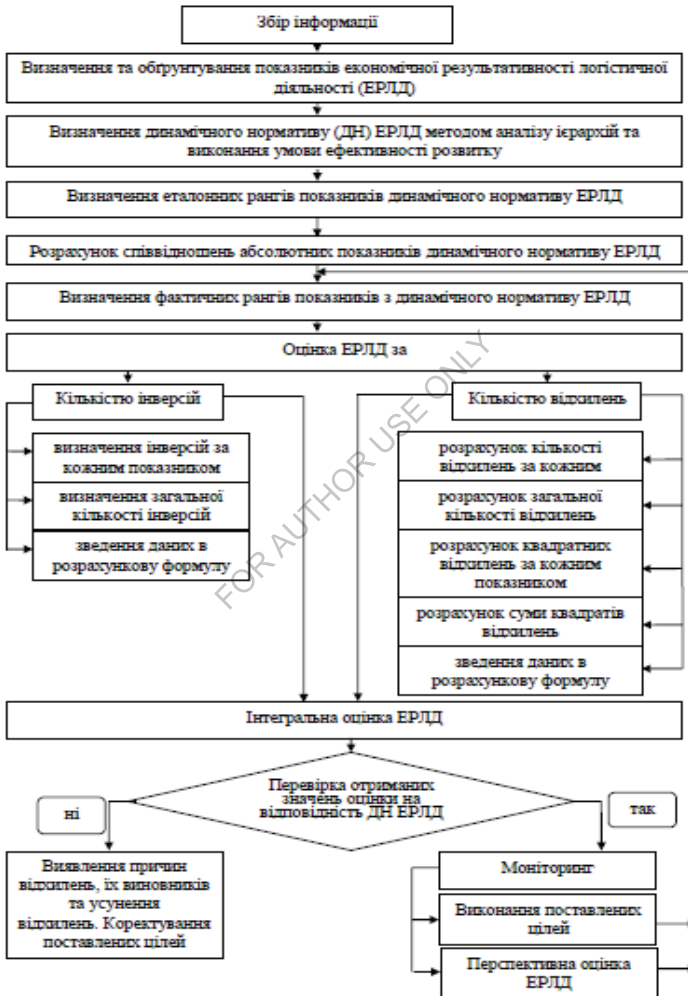 Збір інформації
Визначення та обґрунтування показників економічної результативності логістичної
діяльності (ЕРЛД)
Визначення динамічного нормативу (ДН) ЕРЛД методом аналізу ієрархій та
виконання умови ефективності розвитку
Визначення еталонних рангів показників динамічного нормативу ЕРЛД
Розрахунок співвідношень абсолютних показників динамічного нормативу ЕРЛД
Визначення фактичних рангів показників з динамічного нормативу ЕРЛД
Оцінка ЕРЛД за
Кількістю інверсій
визначення інверсій за
кожним показником
визначення загальної
кількості інверсій
зведення даних в
розрахункову формулу
Кількістю відхилень
розрахунок кількості
відхилень за кожним
розрахунок загальної
кількості відхилень
розрахунок квадратних
відхилень за кожним
показником
розрахунок суми квадратів
відхилень
зведення даних в
розрахункову формулу
FOR AUTHOR USE ONLY
Інтегральна оцінка ЕРЛД
Перевірка отриманих
значень оцінки на
відповідність ДН ЕРЛД
ні
так
Виявлення причин
відхилень, їх виновників
та усунення
відхилень. Коректування
поставлених цілей
Моніторинг
Виконання поставлених
цілей
Перспективна оцінка
ЕРЛД